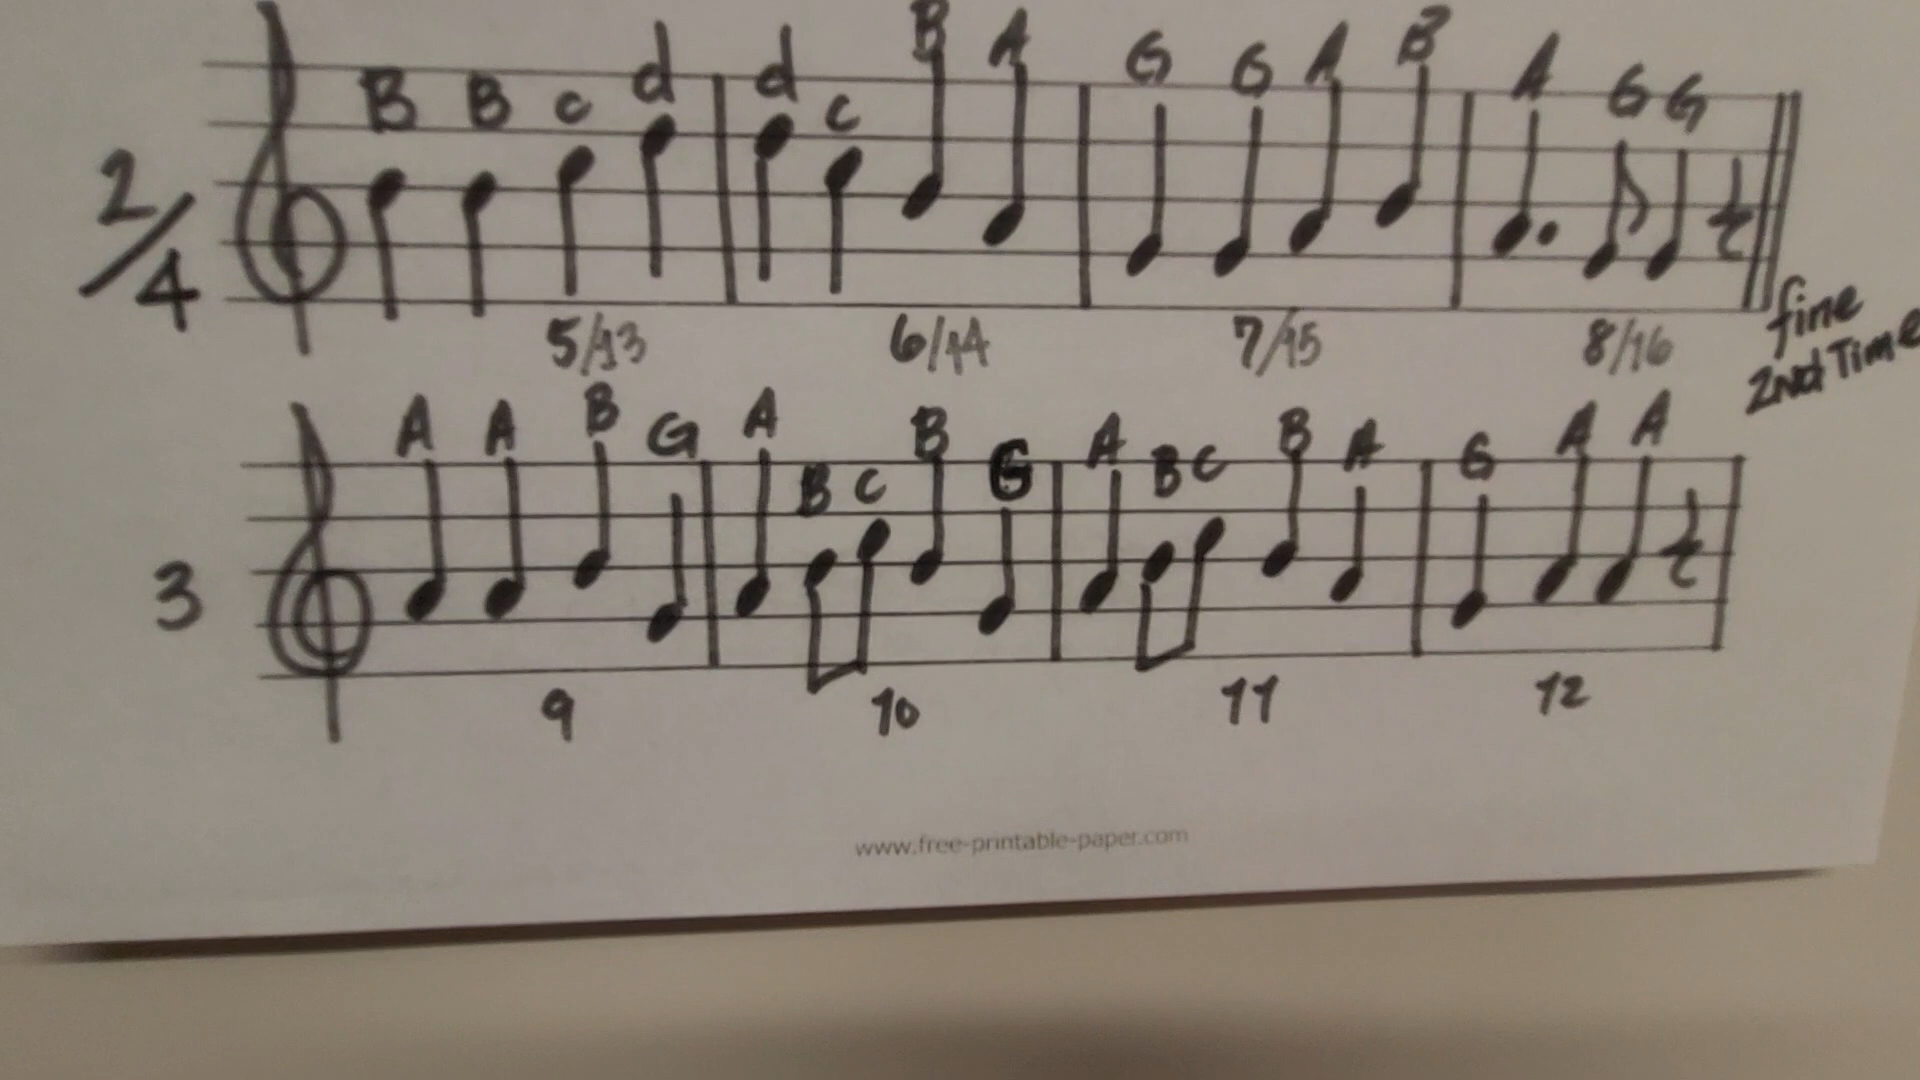 B B c d d c B A G G A B A G G
2/4
5/13 6/14 7/15 8/16 fine
2nd Time
A A B G A B C B G A B C B A G A A
3
9 10 11 12
www.free-printable-paper.com